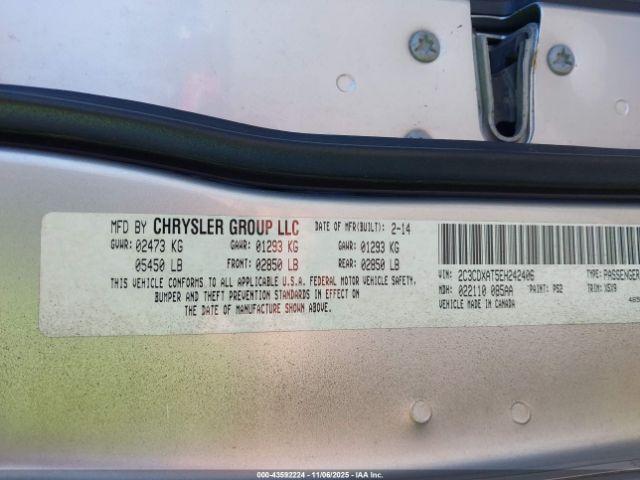 MFD BY CHRYSLER GROUP LLC DATE OF MFR(BUILT): 2-14
GVWR: 02473 KG GAWR: 01293 KG GAWR: 01293 KG
05450 LB FRONT: 02850 LB REAR: 02850 LB
THIS VEHICLE CONFORMS TO ALL APPLICABLE U.S.A. FEDERAL MOTOR VEHICLE SAFETY,
BUMPER AND THEFT PREVENTION STANDARDS IN EFFECT ON
THE DATE OF MANUFACTURE SHOWN ABOVE.
VIN: 2C3CDXAT5EH242406 TYPE: PASSENGER
MDH: 022110 085AA PAINT: PS2 TRIM: X5X9
VEHICLE MADE IN CANADA
000-43592224 - 11/06/2025 - IAA Inc.